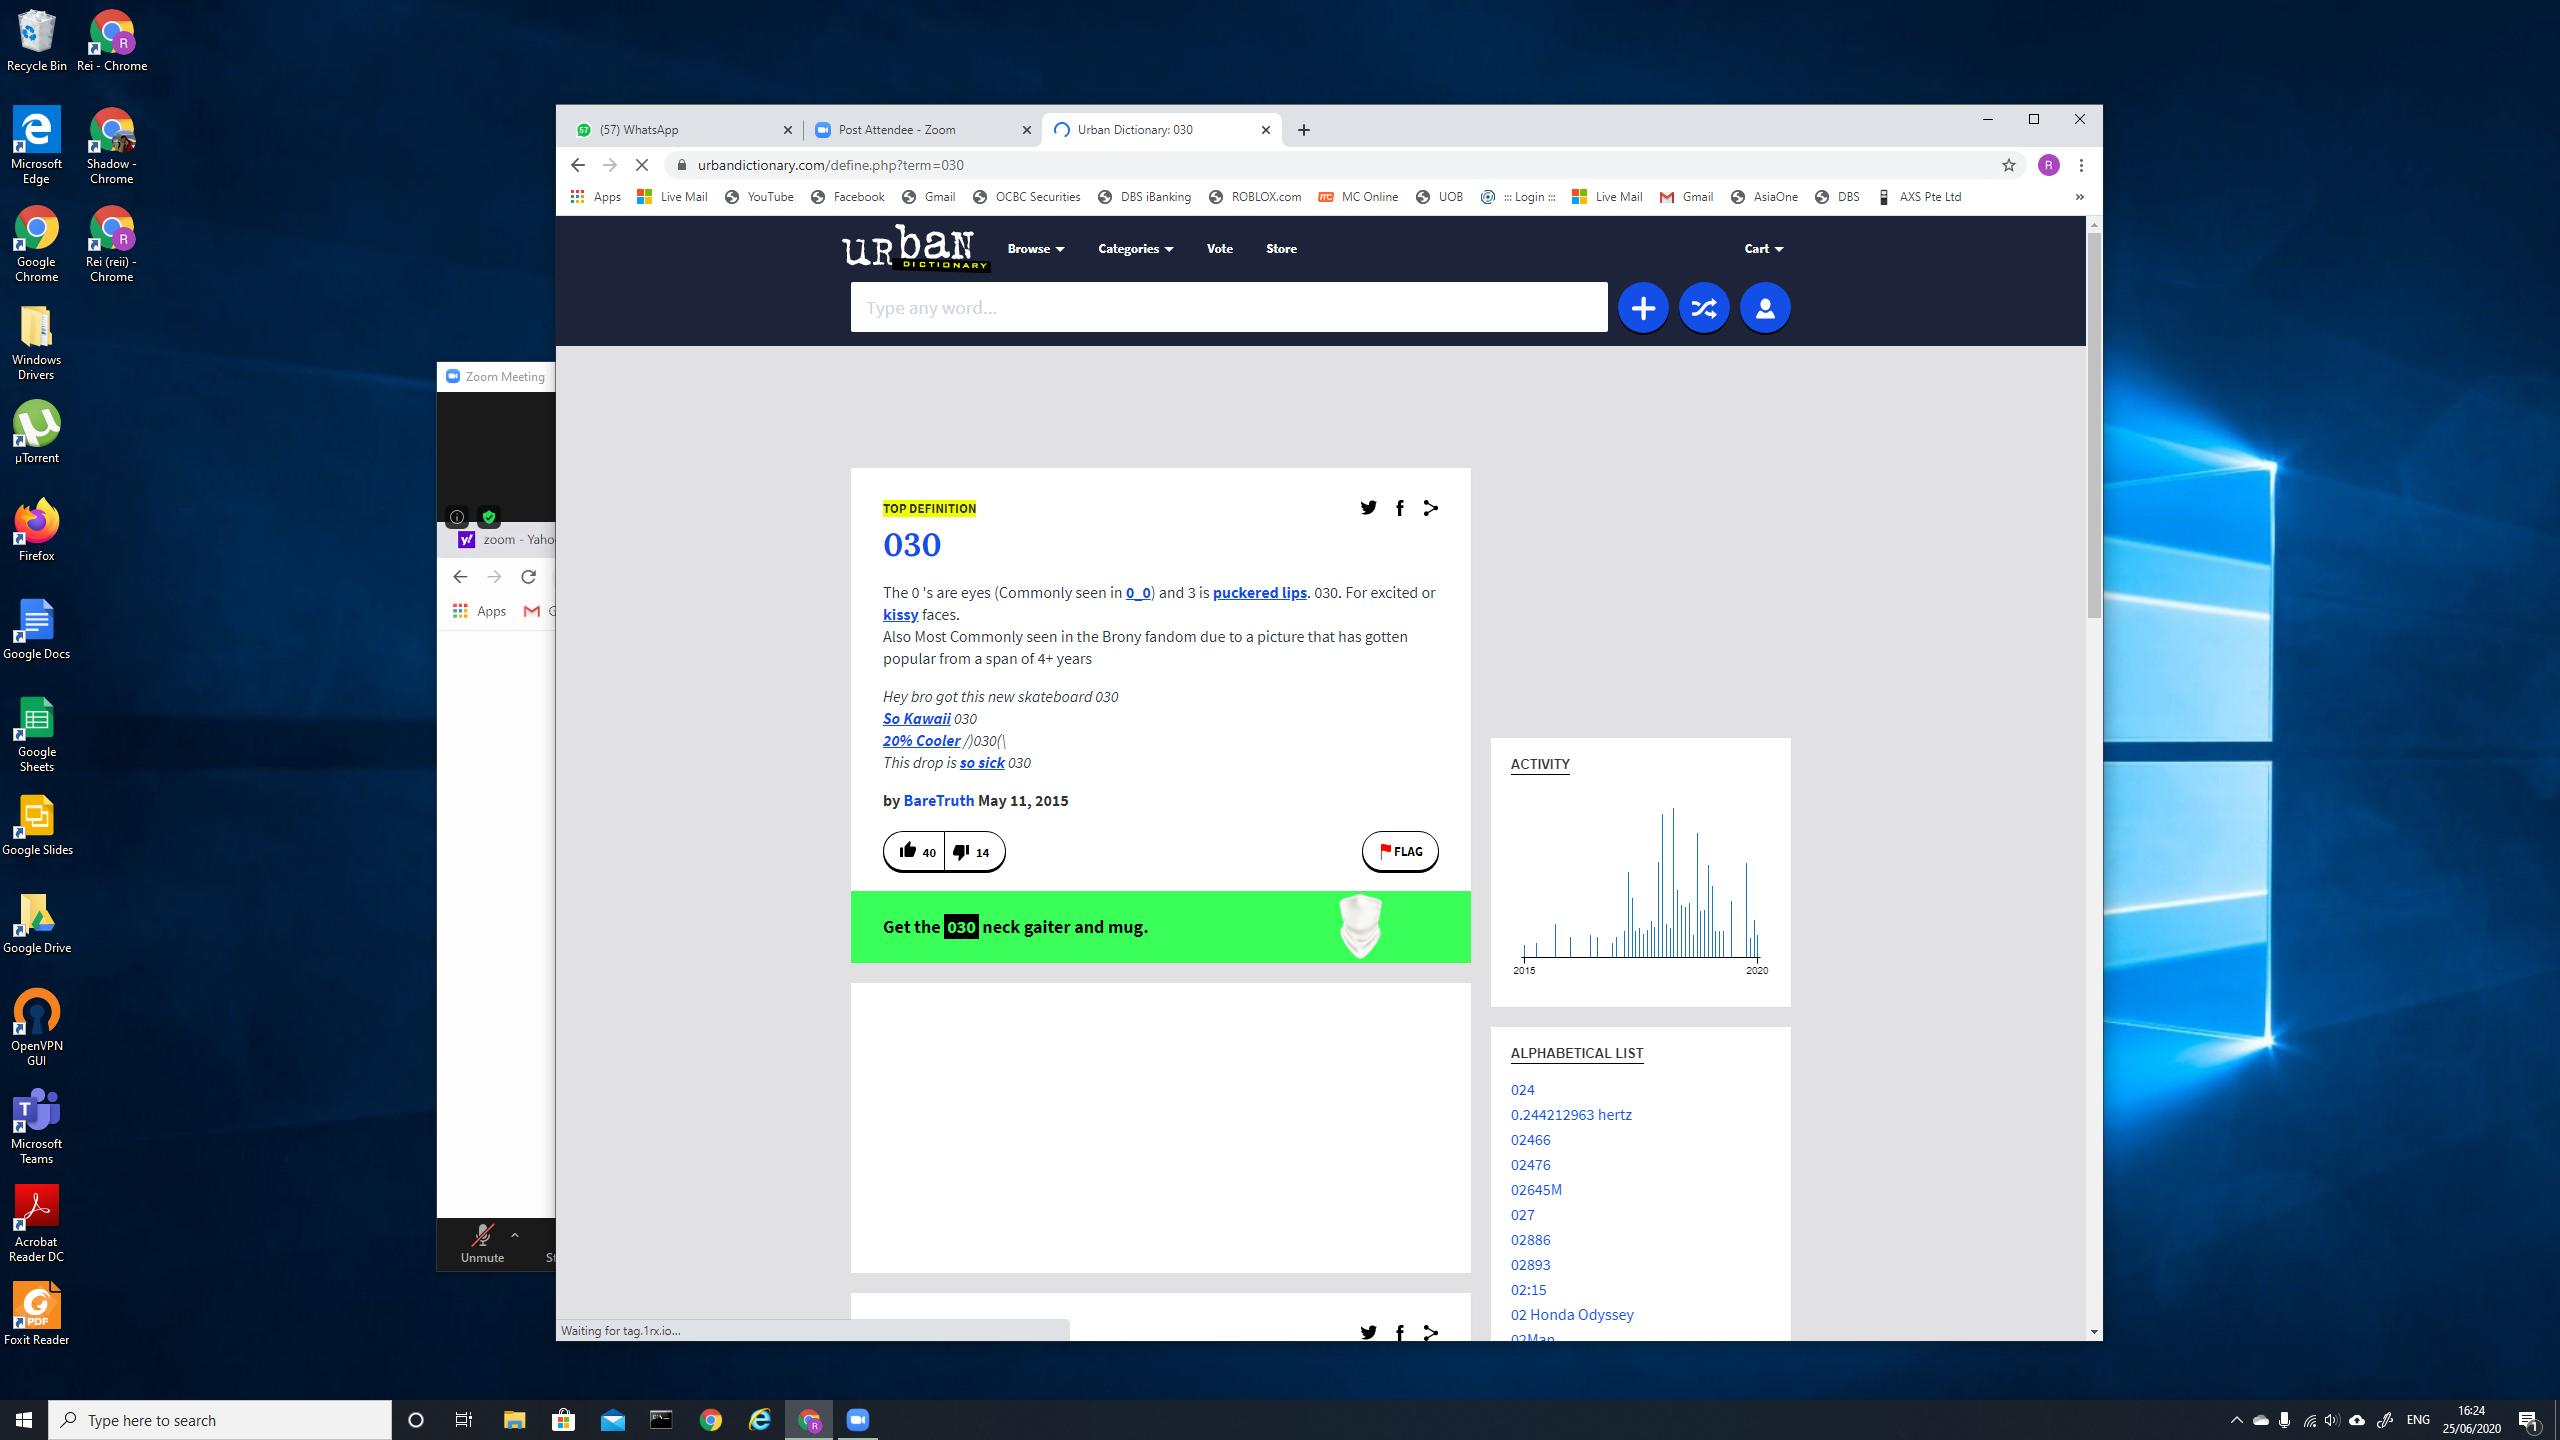 Recycle Bin
Rei - Chrome
Microsoft
Edge
Shadow -
Chrome
Google
Chrome
Rei (reii) -
Chrome
Windows
Drivers
µTorrent
Firefox
Google Docs
Google
Sheets
Google Slides
Google Drive
OpenVPN
GUI
Microsoft
Teams
Acrobat
Reader DC
Foxit Reader
Zoom Meeting
zoom - Yaho
Apps
G
Unmute
St
(57) WhatsApp
Post Attendee - Zoom
Urban Dictionary: 030
urbandictionary.com/define.php?term=030
R
Apps
Live Mail
YouTube
Facebook
Gmail
OCBC Securities
DBS iBanking
ROBLOX.com
MC Online
UOB
::: Login :::
Live Mail
Gmail
AsiaOne
DBS
AXS Pte Ltd
»
urban
DICTIONARY
Browse
Categories
Vote
Store
Cart
Type any word...
TOP DEFINITION
030
The 0 's are eyes (Commonly seen in 0_0) and 3 is puckered lips. 030. For excited or
kissy faces.
Also Most Commonly seen in the Brony fandom due to a picture that has gotten
popular from a span of 4+ years
Hey bro got this new skateboard 030
So Kawaii 030
20% Cooler /)030(\
This drop is so sick 030
by BareTruth May 11, 2015
40
14
FLAG
Get the 030 neck gaiter and mug.
ACTIVITY
2015
2020
ALPHABETICAL LIST
024
0.244212963 hertz
02466
02476
02645M
027
02886
02893
02:15
02 Honda Odyssey
02Man
Waiting for tag.1rx.io...
Type here to search
ENG
16:24
25/06/2020
1